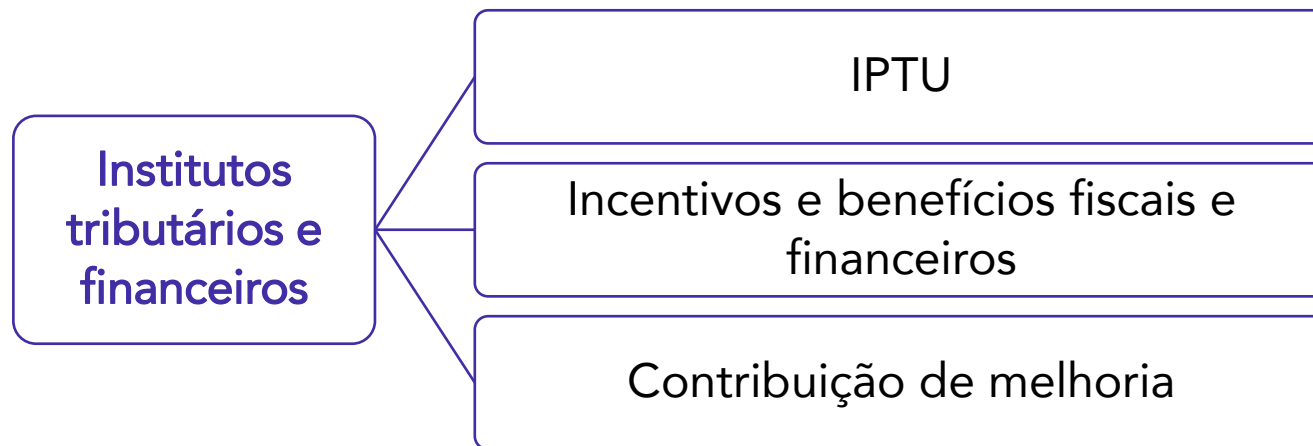 Institutos
tributários e
financeiros
IPTU
Incentivos e benefícios fiscais e
financeiros
Contribuição de melhoria